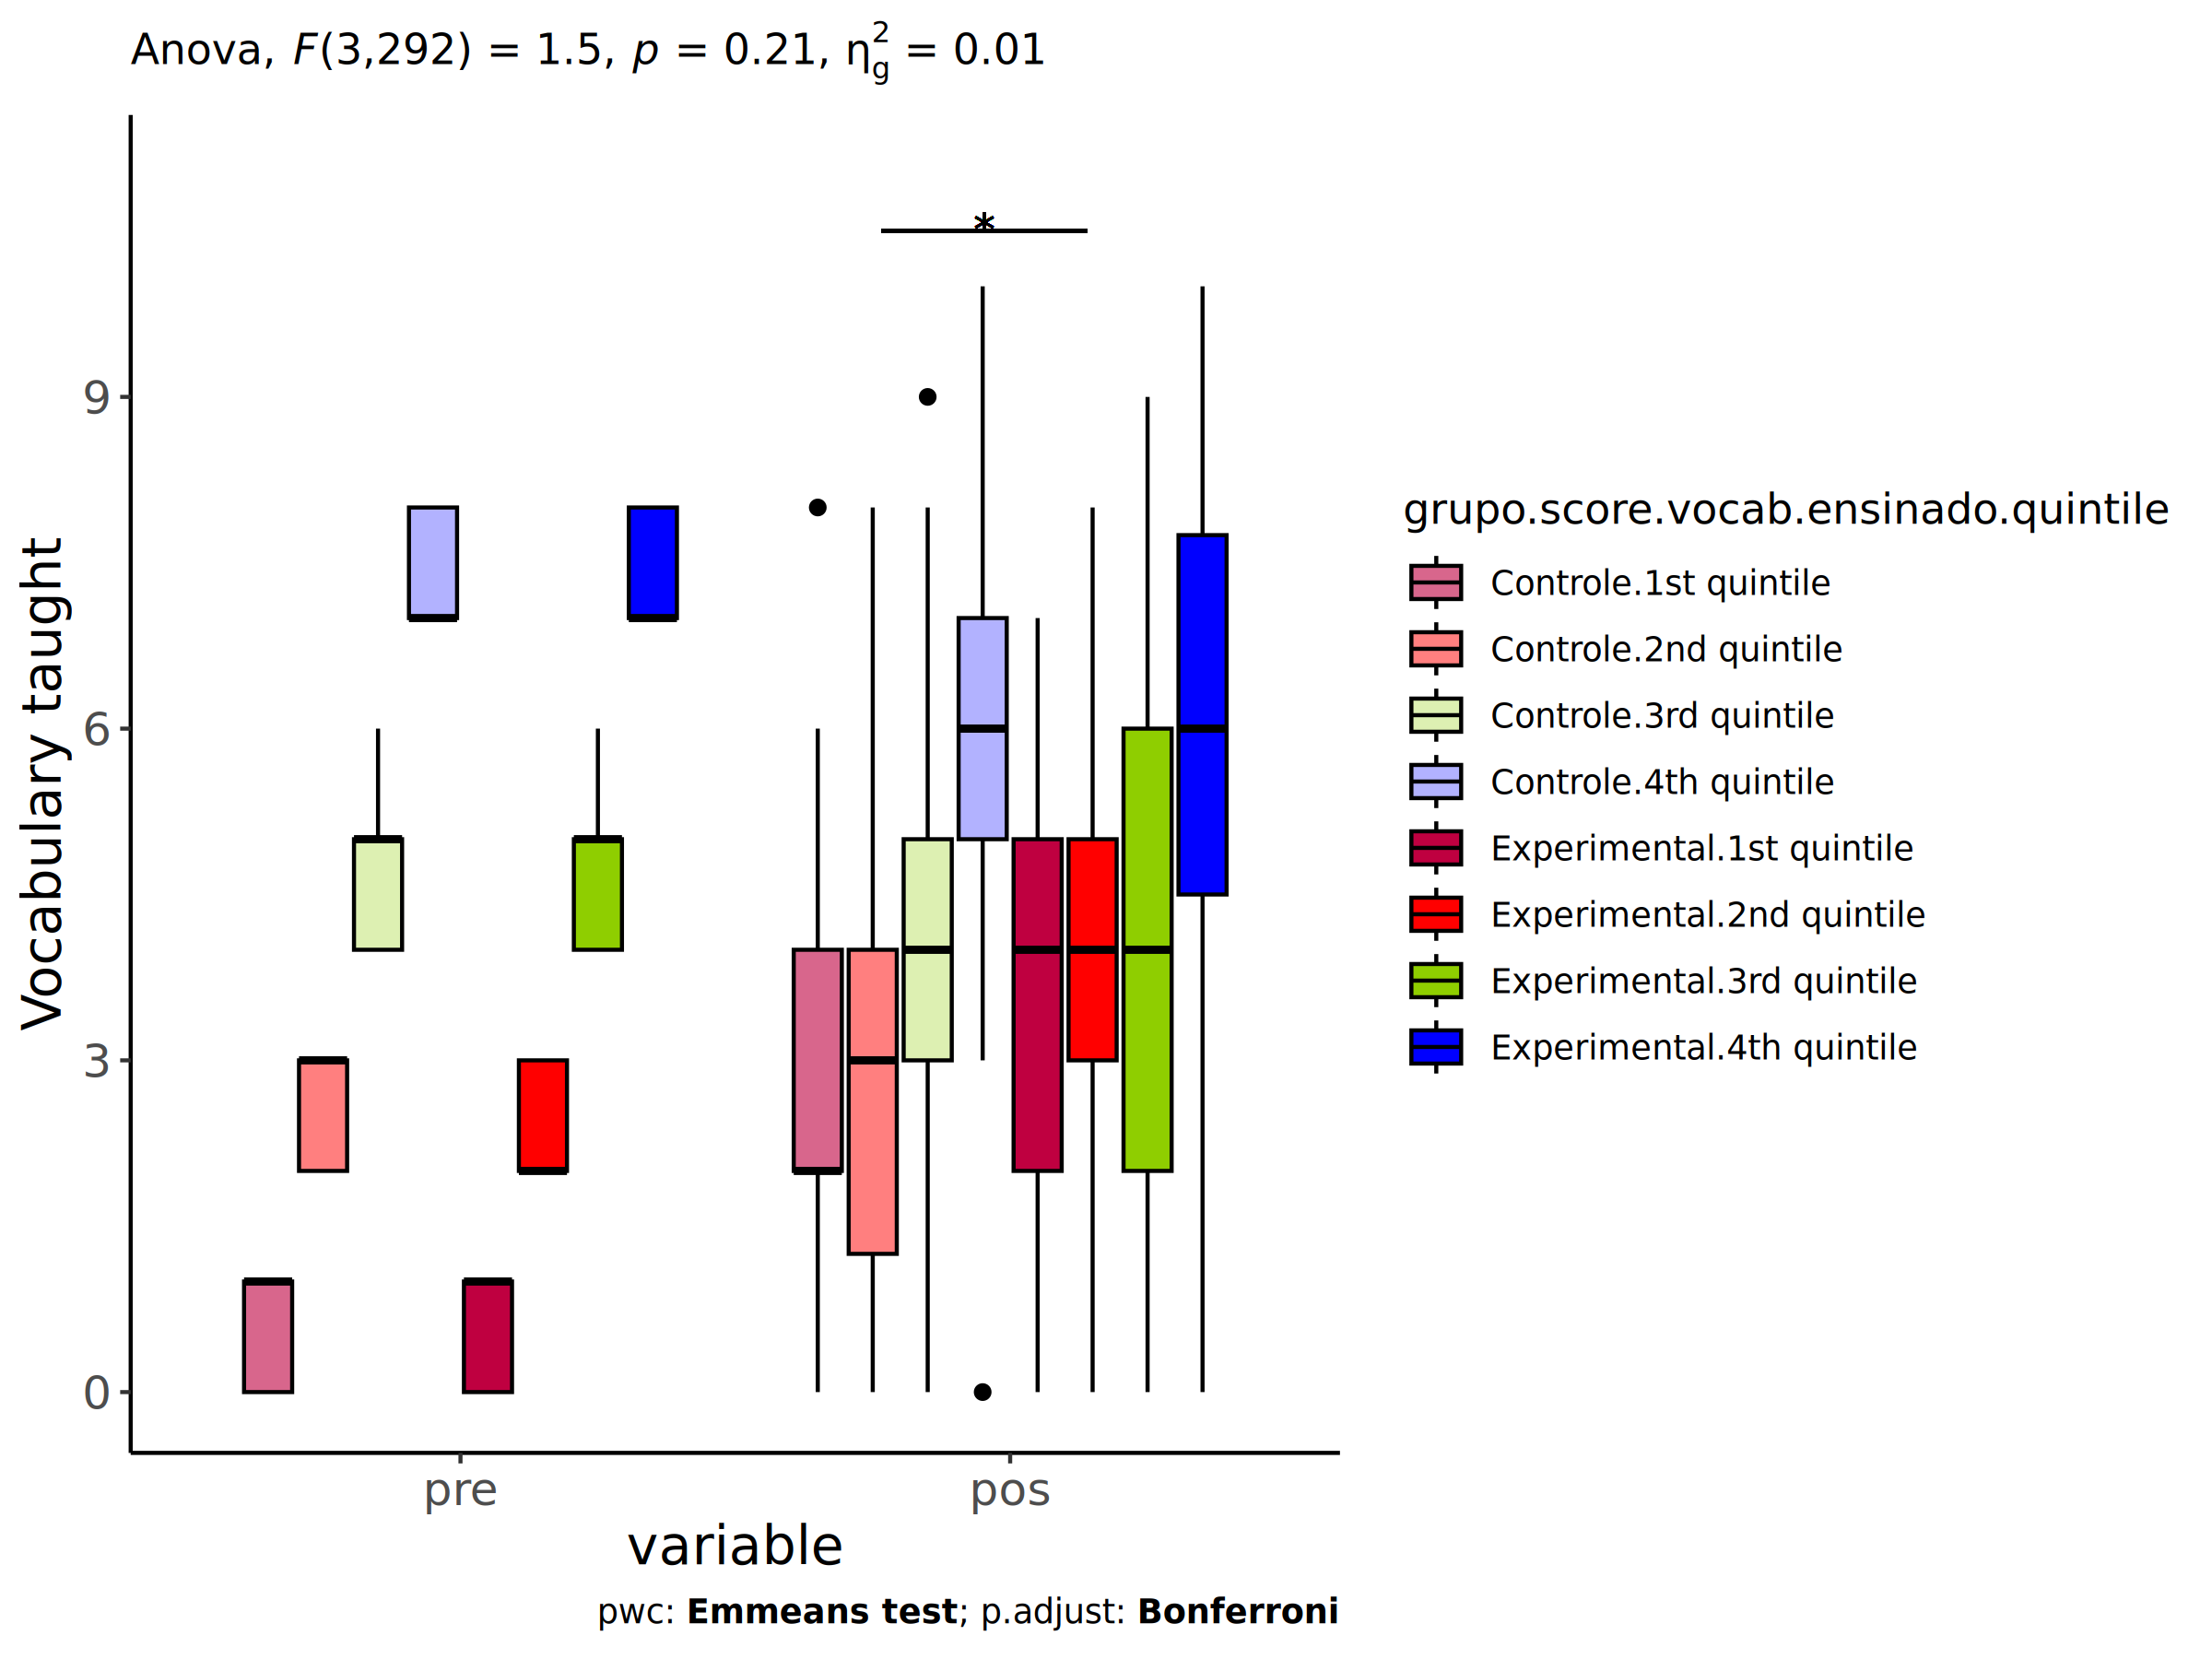 Anova, F(3,292) = 1.5, p = 0.21, η²g = 0.01
*
Vocabulary taught
9
6
3
0
pre
pos
variable
pwc: Emmeans test; p.adjust: Bonferroni
grupo.score.vocab.ensinado.quintile
Controle.1st quintile
Controle.2nd quintile
Controle.3rd quintile
Controle.4th quintile
Experimental.1st quintile
Experimental.2nd quintile
Experimental.3rd quintile
Experimental.4th quintile